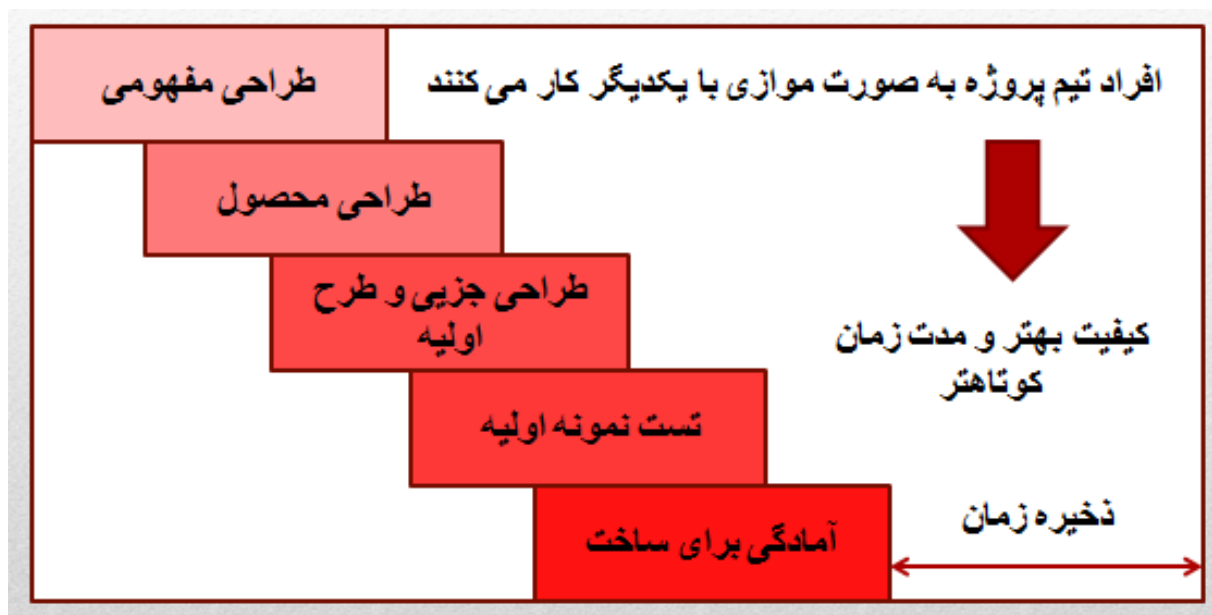 طراحی مفهومی
افراد تیم پروژه به صورت موازی با یکدیگر کار می کنند
طراحی محصول
طراحی جزیی و طرح
اولیه
کیفیت بهتر و مدت زمان
کوتاهتر
تست نمونه اولیه
ذخیره زمان
آمادگی برای ساخت